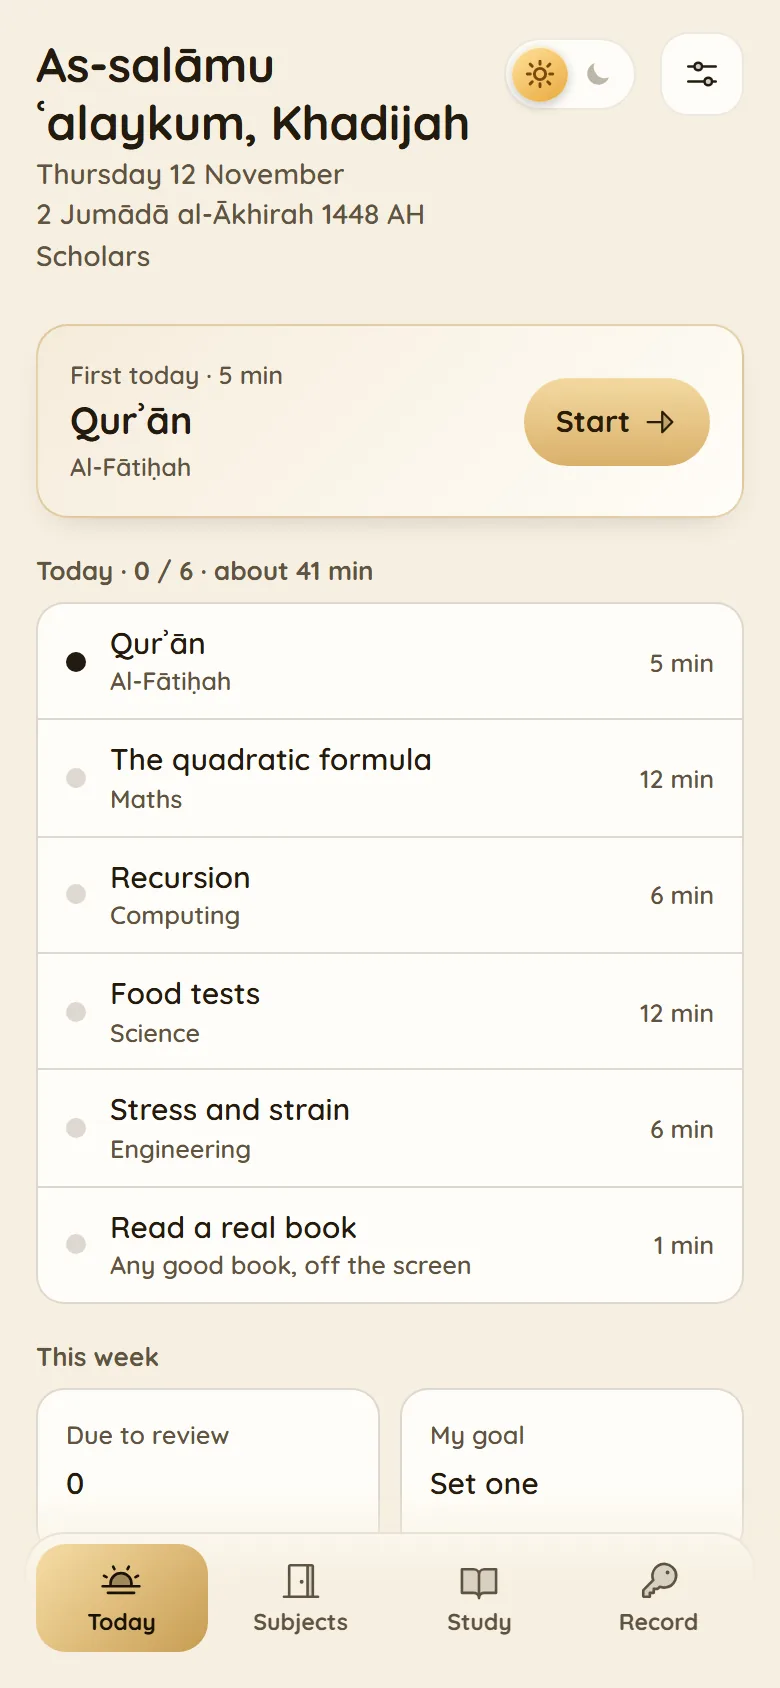 As-salāmu
ʿalaykum, Khadijah
Thursday 12 November
2 Jumādā al-Ākhirah 1448 AH
Scholars
First today · 5 min
Qurʾān
Al-Fātiḥah
Start
Today · 0 / 6 · about 41 min
Qurʾān
Al-Fātiḥah
5 min
The quadratic formula
Maths
12 min
Recursion
Computing
6 min
Food tests
Science
12 min
Stress and strain
Engineering
6 min
Read a real book
Any good book, off the screen
1 min
This week
Due to review
0
My goal
Set one
Today
Subjects
Study
Record